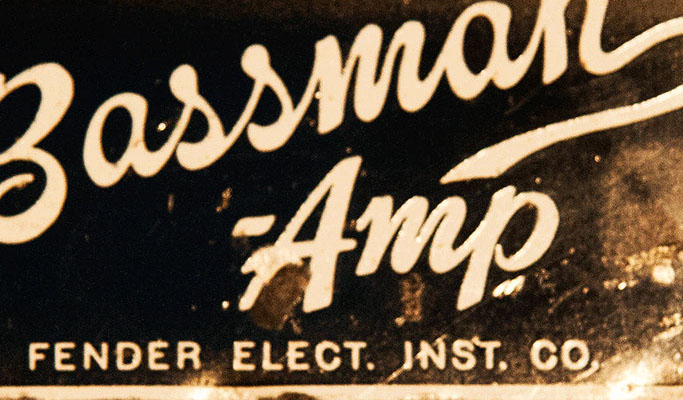 Bassman
-Amp
FENDER ELECT. INST. CO.